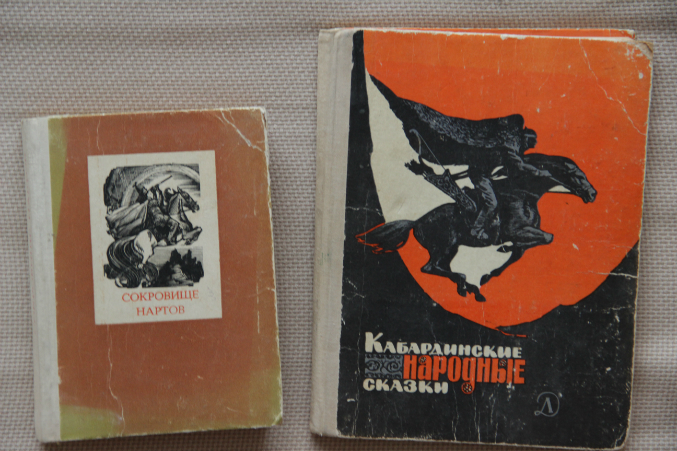 СОКРОВИЩЕ
НАРТОВ
Кабардинские
НАРОДНЫЕ
СКАЗКИ
Д